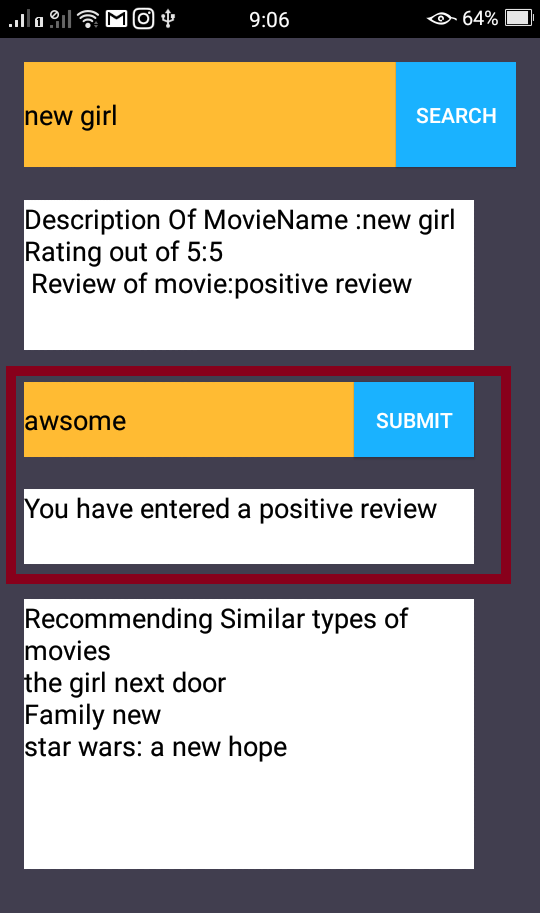 9:06
64%
new girl
SEARCH
Description Of MovieName :new girl
Rating out of 5:5
Review of movie:positive review
awsome
SUBMIT
You have entered a positive review
Recommending Similar types of
movies
the girl next door
Family new
star wars: a new hope